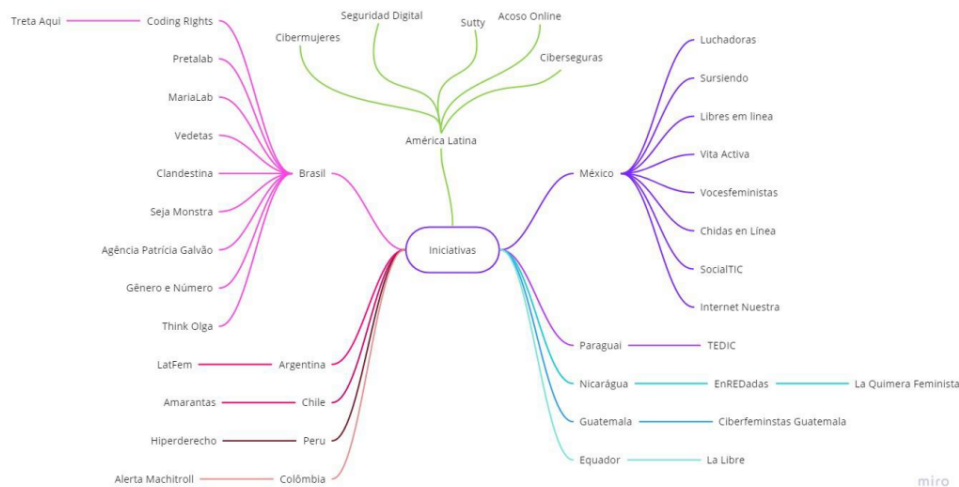 Seguridad Digital
Acoso Online
Sutty
Cibermujeres
Ciberseguras
América Latina
Iniciativas
Brasil
Coding Rights
Treta Aqui
Pretalab
MariaLab
Vedetas
Clandestina
Seja Monstra
Agência Patrícia Galvão
Gênero e Número
Think Olga
Argentina
LatFem
Chile
Amarantas
Peru
Hiperderecho
Colômbia
Alerta Machitroll
México
Luchadoras
Sursiendo
Libres em linea
Vita Activa
Vocesfeministas
Chidas en Línea
SocialTIC
Internet Nuestra
Paraguai
TEDIC
Nicarágua
EnREDadas
La Quimera Feminista
Guatemala
Ciberfeminstas Guatemala
Equador
La Libre
miro